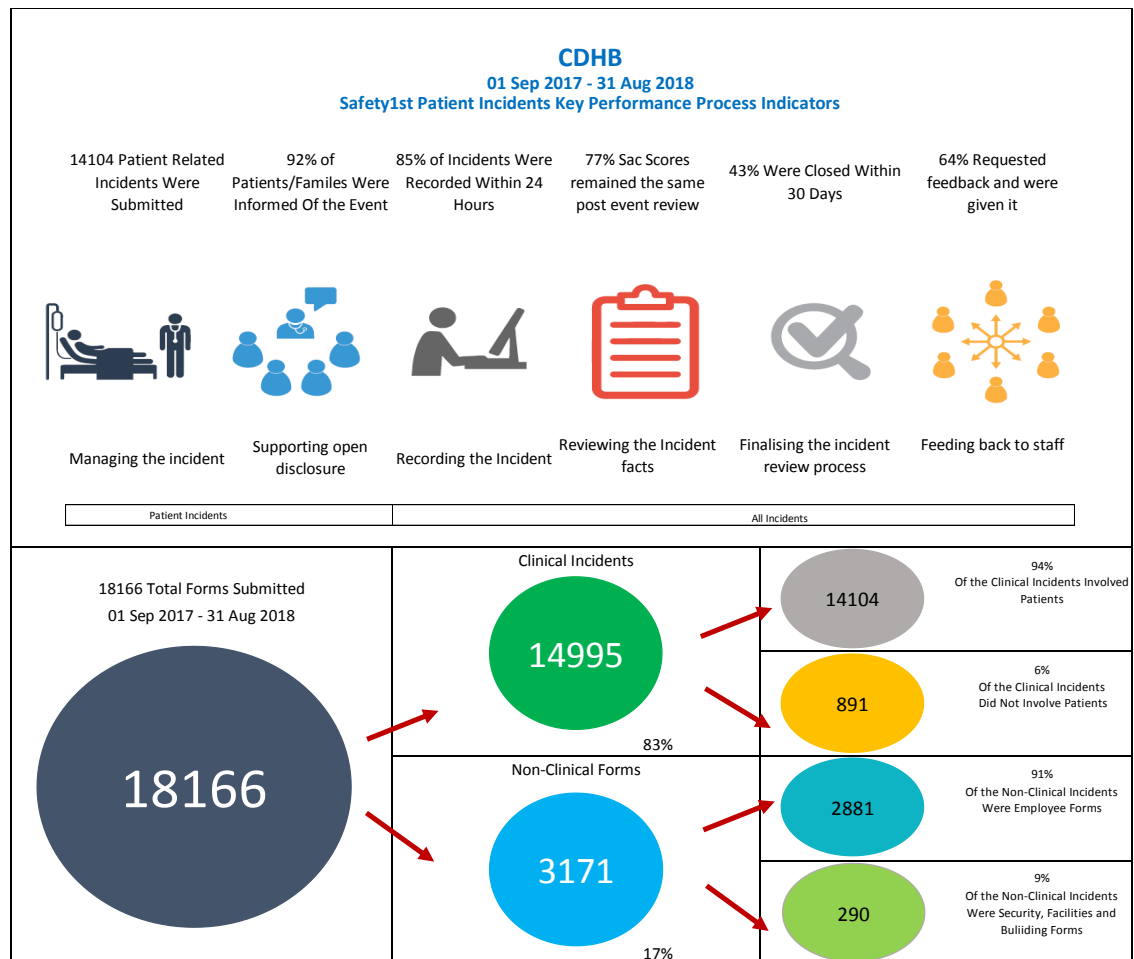 CDHB
01 Sep 2017 - 31 Aug 2018
Safety1st Patient Incidents Key Performance Process Indicators
14104 Patient Related
Incidents Were
Submitted
92% of
Patients/Familes Were
Informed Of the Event
85% of Incidents Were
Recorded Within 24
Hours
77% Sac Scores
remained the same
post event review
43% Were Closed Within
30 Days
64% Requested
feedback and were
given it
Managing the incident
Supporting open
disclosure
Recording the Incident
Reviewing the Incident
facts
Finalising the incident
review process
Feeding back to staff
Patient Incidents
All Incidents
18166 Total Forms Submitted
01 Sep 2017 - 31 Aug 2018
18166
Clinical Incidents
14995
83%
Non-Clinical Forms
3171
17%
14104
94%
Of the Clinical Incidents Involved
Patients
891
6%
Of the Clinical Incidents
Did Not Involve Patients
2881
91%
Of the Non-Clinical Incidents
Were Employee Forms
290
9%
Of the Non-Clinical Incidents
Were Security, Facilities and
Buliiding Forms